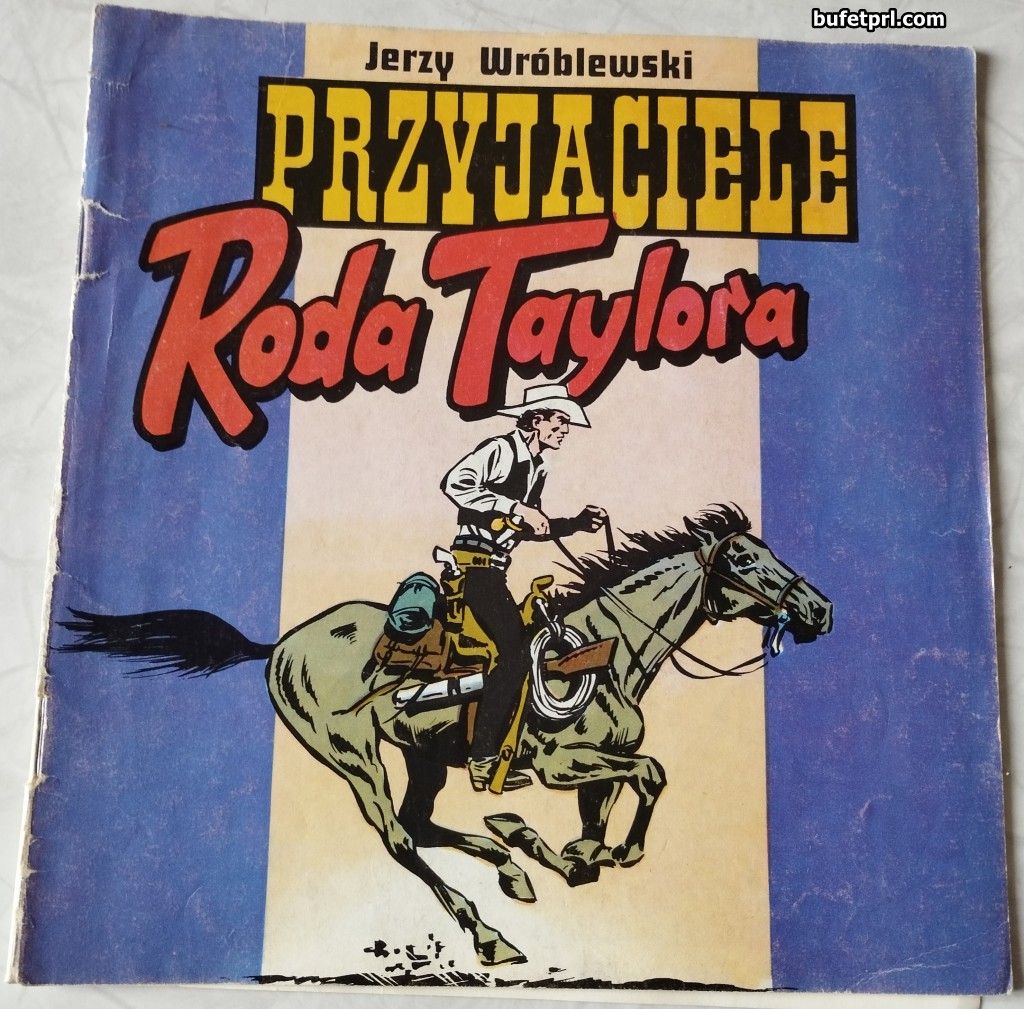 bufetprl.com
Jerzy Wróblewski
PRZYJACIELE
Roda Taylora